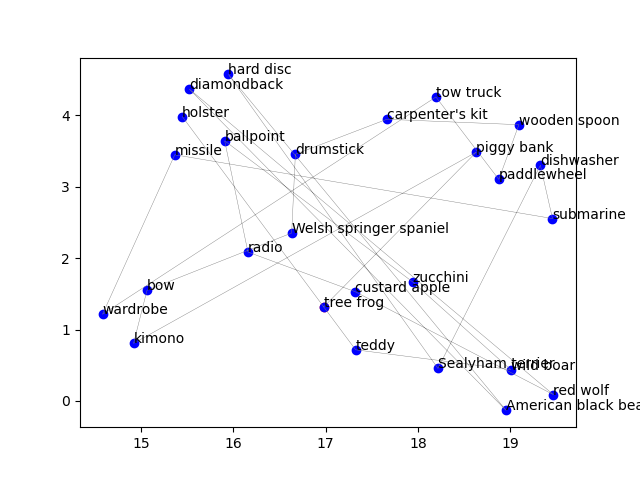 hard disc
diamondback
tow truck
holster
carpenter's kit
wooden spoon
ballpoint
missile
drumstick
piggy bank
dishwasher
paddlewheel
submarine
Welsh springer spaniel
radio
zucchini
bow
custard apple
tree frog
wardrobe
kimono
teddy
Sealyham terrier
wild boar
red wolf
American black bea
4
3
2
1
0
15
16
17
18
19